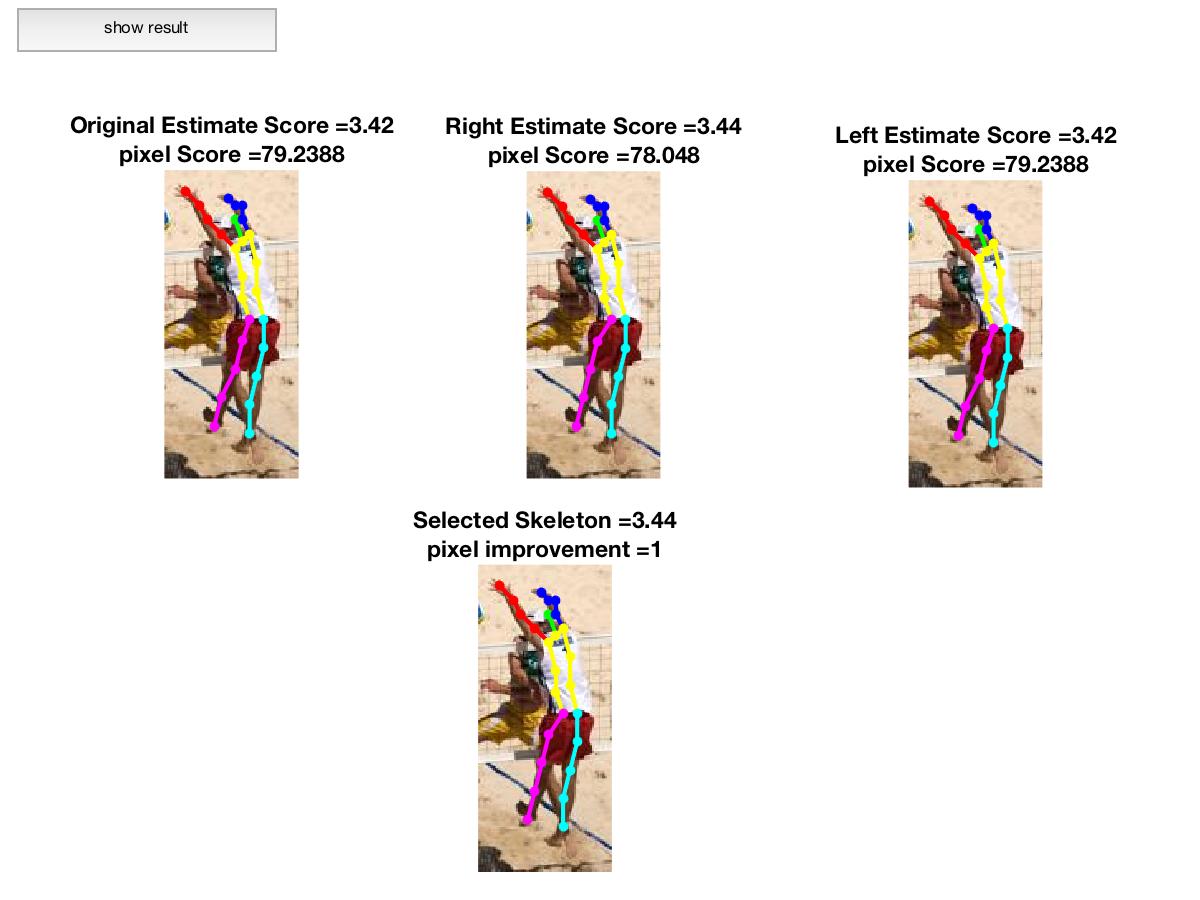 show result
Original Estimate Score =3.42
pixel Score =79.2388
Right Estimate Score =3.44
pixel Score =78.048
Left Estimate Score =3.42
pixel Score =79.2388
Selected Skeleton =3.44
pixel improvement =1